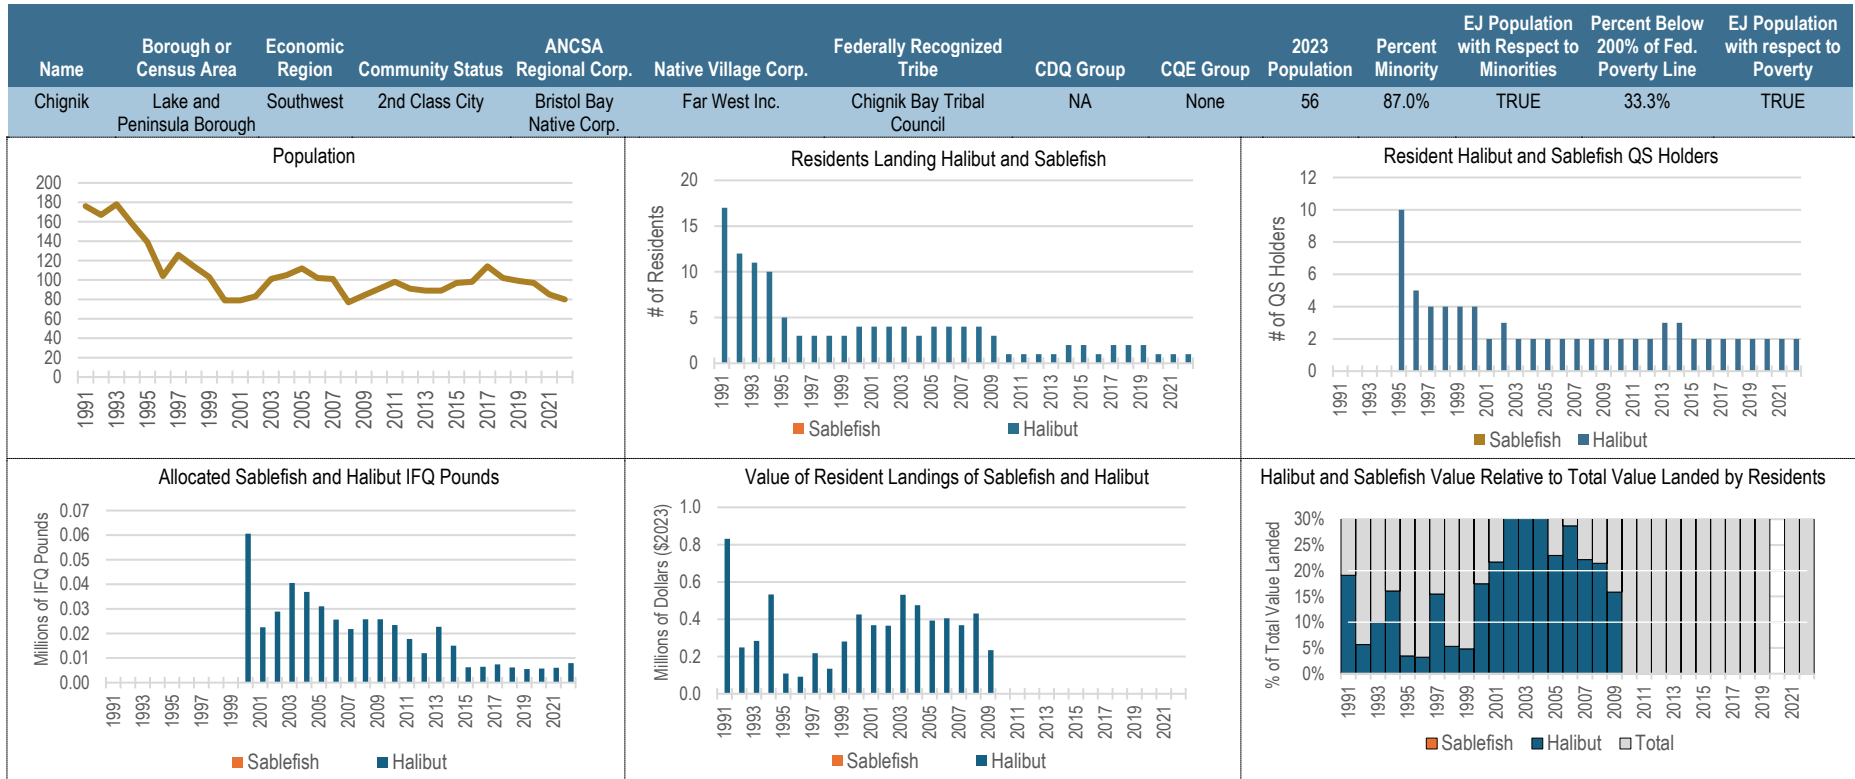 Name
Borough or
Census Area
Economic
Region
Community Status
ANCSA
Regional Corp.
Native Village Corp.
Federally Recognized
Tribe
CDQ Group
CQE Group
2023
Population
Percent
Minority
EJ Population
with Respect to
Minorities
Percent Below
200% of Fed.
Poverty Line
EJ Population
with respect to
Poverty
Chignik
Lake and
Peninsula Borough
Southwest
2nd Class City
Bristol Bay
Native Corp.
Far West Inc.
Chignik Bay Tribal
Council
NA
None
56
87.0%
TRUE
33.3%
TRUE
Population
200
180
160
140
120
100
80
60
40
20
0
1991
1993
1995
1997
1999
2001
2003
2005
2007
2009
2011
2013
2015
2017
2019
2021
Residents Landing Halibut and Sablefish
# of Residents
20
15
10
5
0
1991
1993
1995
1997
1999
2001
2003
2005
2007
2009
2011
2013
2015
2017
2019
2021
Sablefish
Halibut
Resident Halibut and Sablefish QS Holders
# of QS Holders
12
10
8
6
4
2
0
1991
1993
1995
1997
1999
2001
2003
2005
2007
2009
2011
2013
2015
2017
2019
2021
Sablefish
Halibut
Allocated Sablefish and Halibut IFQ Pounds
Millions of IFQ Pounds
0.07
0.06
0.05
0.04
0.03
0.02
0.01
0.00
1991
1993
1995
1997
1999
2001
2003
2005
2007
2009
2011
2013
2015
2017
2019
2021
Sablefish
Halibut
Value of Resident Landings of Sablefish and Halibut
Millions of Dollars ($2023)
1.0
0.8
0.6
0.4
0.2
0.0
1991
1993
1995
1997
1999
2001
2003
2005
2007
2009
2011
2013
2015
2017
2019
2021
Sablefish
Halibut
Halibut and Sablefish Value Relative to Total Value Landed by Residents
% of Total Value Landed
30%
25%
20%
15%
10%
5%
0%
1991
1993
1995
1997
1999
2001
2003
2005
2007
2009
2011
2013
2015
2017
2019
2021
Sablefish
Halibut
Total